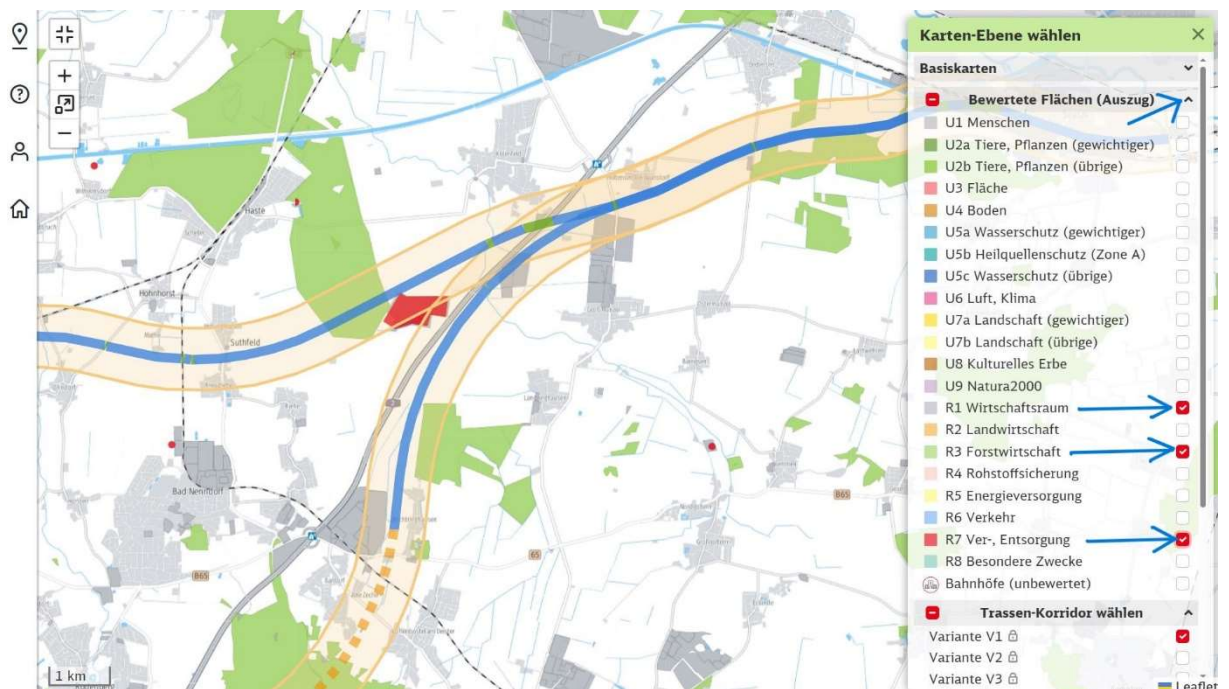 Karten-Ebene wählen
Basiskarten
Bewertete Flächen (Auszug)
U1 Menschen
U2a Tiere, Pflanzen (gewichtiger)
U2b Tiere, Pflanzen (übrige)
U3 Fläche
U4 Boden
U5a Wasserschutz (gewichtiger)
U5b Heilquellenschutz (Zone A)
U5c Wasserschutz (übrige)
U6 Luft, Klima
U7a Landschaft (gewichtiger)
U7b Landschaft (übrige)
U8 Kulturelles Erbe
U9 Natura2000
R1 Wirtschaftsraum
R2 Landwirtschaft
R3 Forstwirtschaft
R4 Rohstoffsicherung
R5 Energieversorgung
R6 Verkehr
R7 Ver-, Entsorgung
R8 Besondere Zwecke
Bahnhöfe (unbewertet)
Trassen-Korridor wählen
Variante V1
Variante V2
Variante V3
Leaflet
Haste
Hohnhorst
Suthfeld
Bad Nenndorf
B65
65
B65
1 km